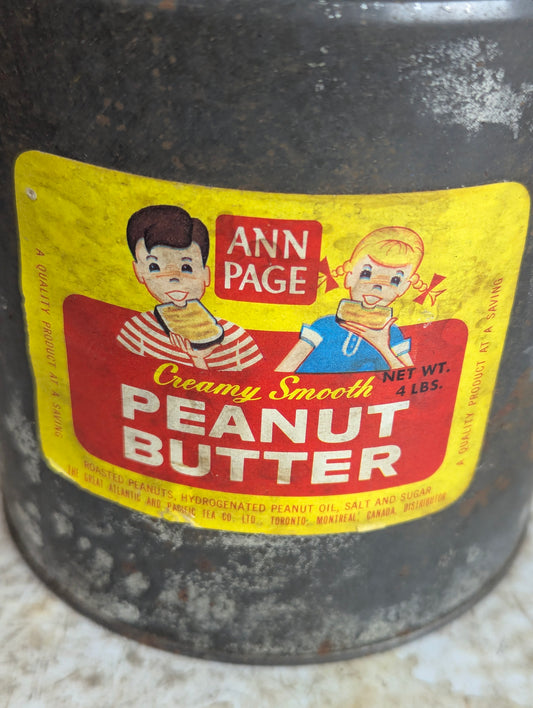 ANN
PAGE
Creamy Smooth
NET WT.
4 LBS.
PEANUT
BUTTER
ROASTED PEANUTS, HYDROGENATED PEANUT OIL, SALT AND SUGAR
THE GREAT ATLANTIC AND PACIFIC TEA CO. LTD., TORONTO, MONTREAL, CANADA, DISTRIBUTOR
A QUALITY PRODUCT AT A SAVING
A QUALITY PRODUCT AT A SAVING